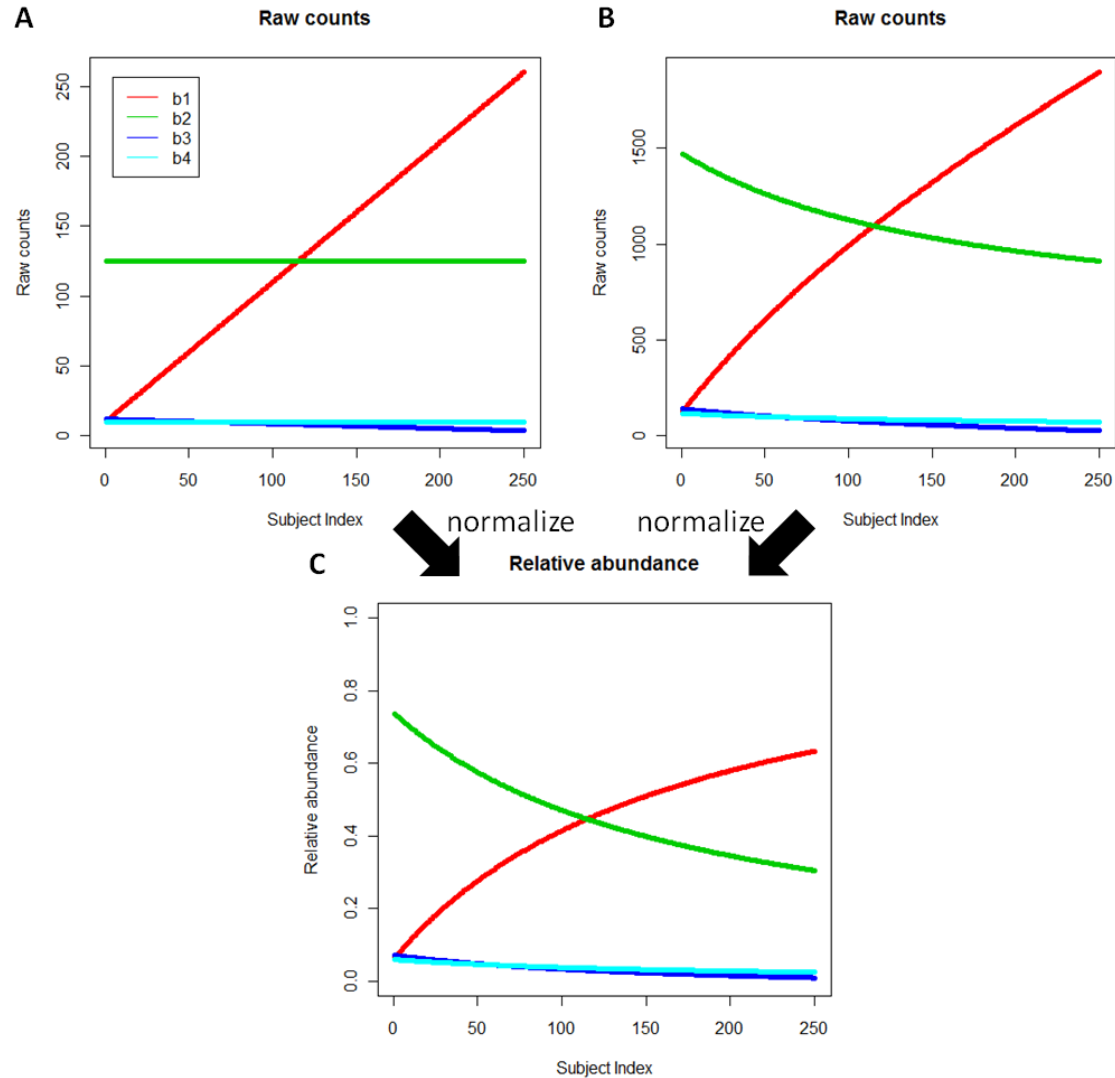 A
Raw counts
Raw counts
250
200
150
100
50
0
b1
b2
b3
b4
0 50 100 150 200 250
Subject Index
B
Raw counts
Raw counts
1500
1000
500
0
0 50 100 150 200 250
Subject Index
normalize
normalize
C
Relative abundance
Relative abundance
1.0
0.8
0.6
0.4
0.2
0.0
0 50 100 150 200 250
Subject Index